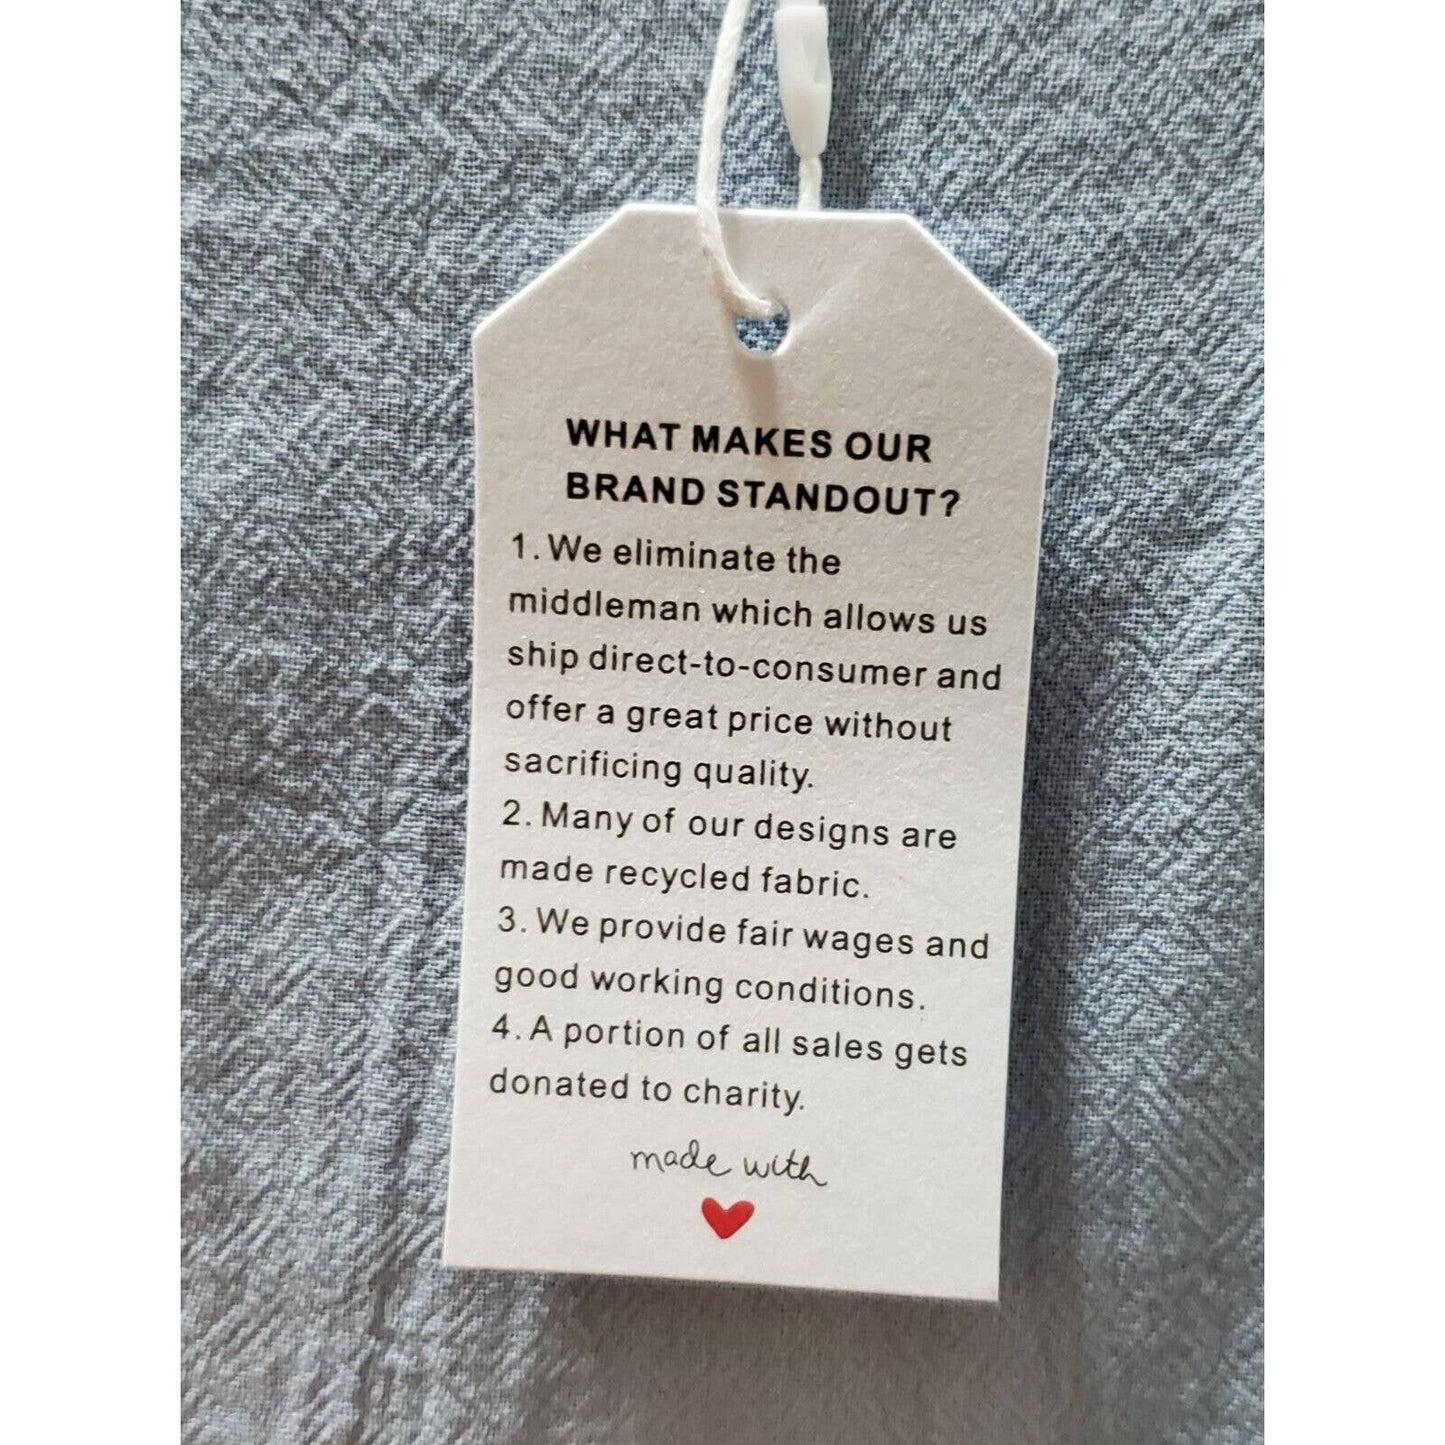 WHAT MAKES OUR
BRAND STANDOUT?
1. We eliminate the
middleman which allows us
ship direct-to-consumer and
offer a great price without
sacrificing quality.
2. Many of our designs are
made recycled fabric.
3. We provide fair wages and
good working conditions.
4. A portion of all sales gets
donated to charity.
made with